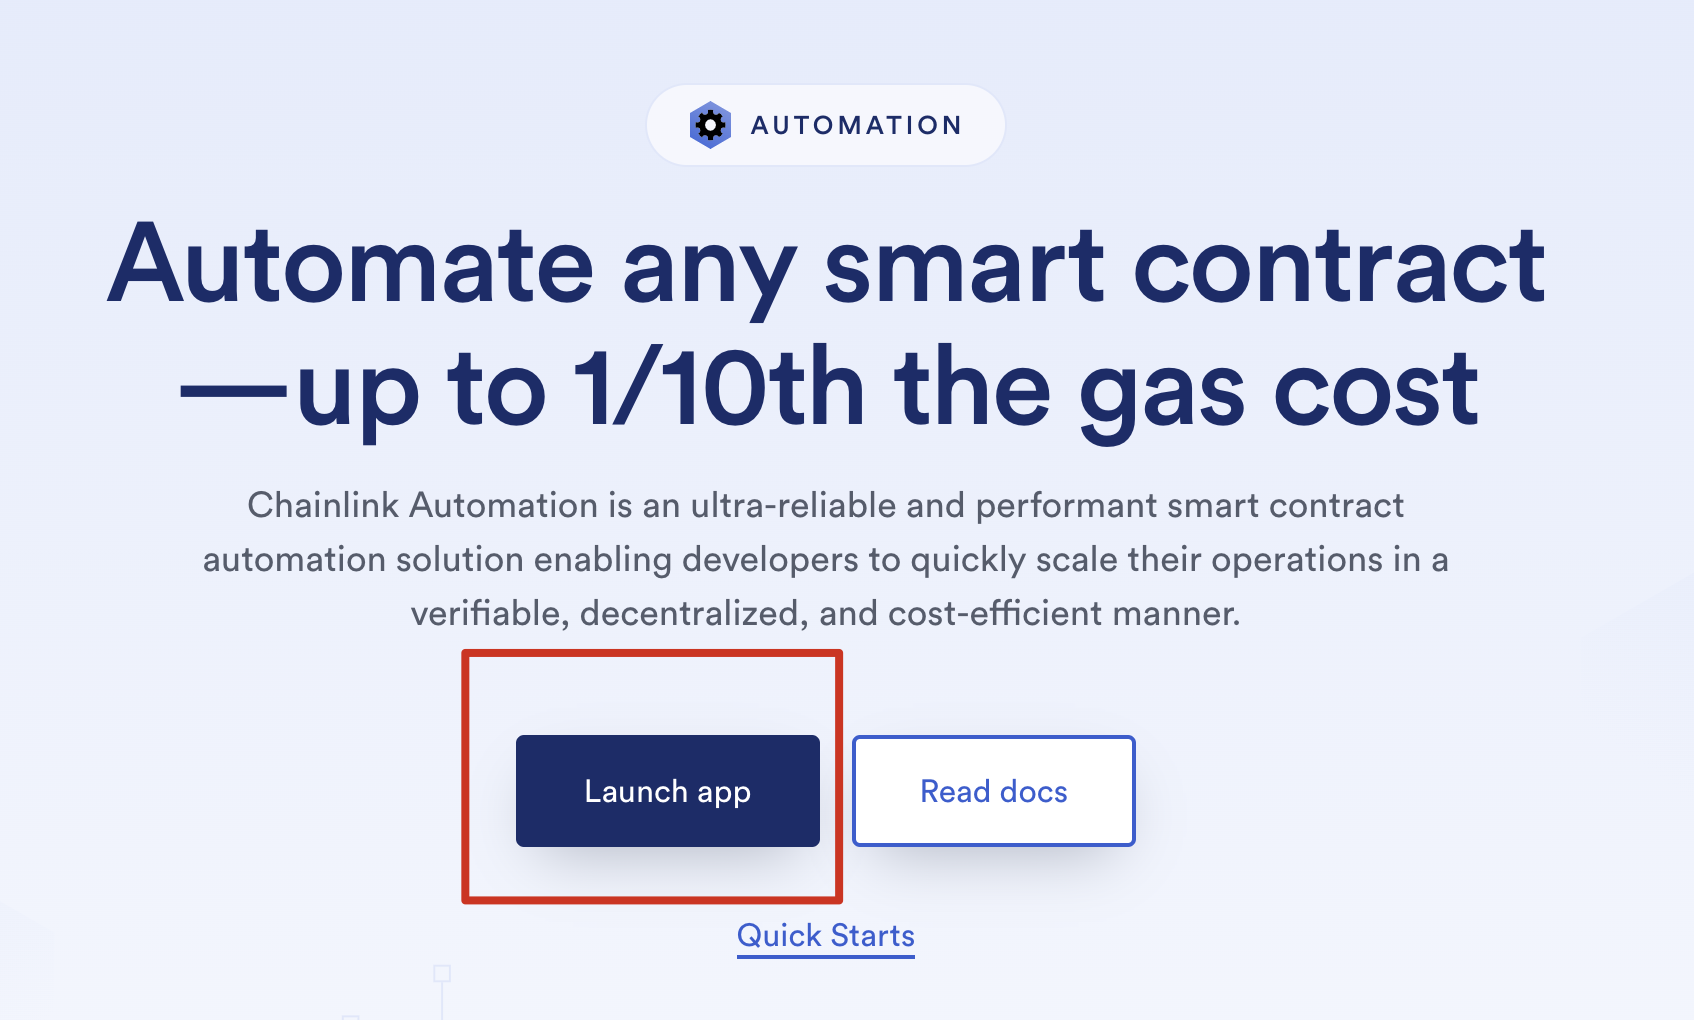 AUTOMATION
Automate any smart contract
—up to 1/10th the gas cost
Chainlink Automation is an ultra-reliable and performant smart contract
automation solution enabling developers to quickly scale their operations in a
verifiable, decentralized, and cost-efficient manner.
Launch app
Read docs
Quick Starts